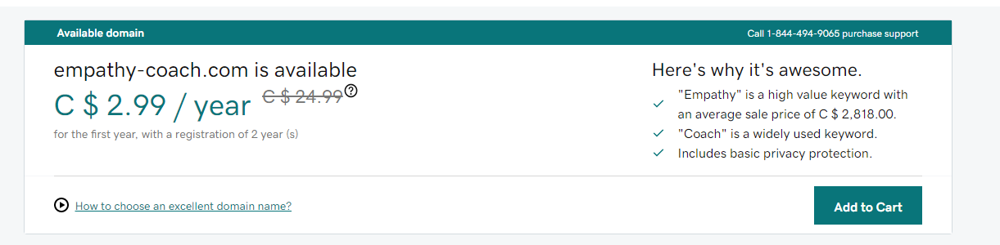 Available domain
Call 1-844-494-9065 purchase support
empathy-coach.com is available
C $ 2.99 / year C $ 24.99
for the first year, with a registration of 2 year (s)
Here's why it's awesome.
"Empathy" is a high value keyword with
an average sale price of C $ 2,818.00.
"Coach" is a widely used keyword.
Includes basic privacy protection.
How to choose an excellent domain name?
Add to Cart